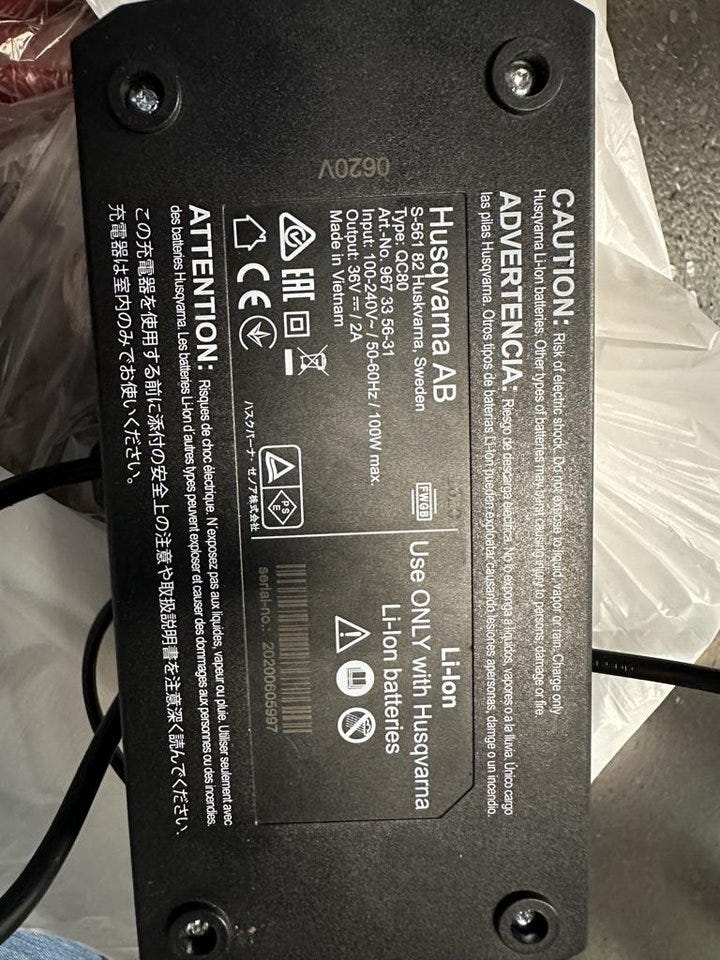 CAUTION: Risk of electric shock. Do not expose to liquid, vapor or rain. Charge only
Husqvarna Li-Ion batteries. Other types of batteries may burst causing injury to persons, damage or fire.
ADVERTENCIA: Riesgo de descarga eléctrica. No lo exponga a líquidos, vapores o a la lluvia. Único cargo
las pilas Husqvarna. Otros tipos de baterías Li-Ion pueden explotar, causando lesiones apersonas, damge o un incendio.
0620V
Husqvarna AB
S-561 82 Huskvarna, Sweden
Type: QC80
Art.-No. 967 33 56-31
Input: 100-240V~ / 50-60Hz / 100W max.
Output: 36V ⎓ / 2A
Made in Vietnam
FWGB
EAC
CE
PS
E
ハスクバーナ・ゼノア株式会社
Li-Ion
Use ONLY with Husqvarna
Li-Ion batteries
serial-no.: 20200605997
ATTENTION: Risques de choc électrique. N'exposez pas aux liquides, vapeur ou pluie. Utiliser seulement avec
des batteries Husqvarna. Les batteries Li-Ion d'autres types peuvent exploser et causer des dommages aux personnes ou des incendies.
この充電器を使用する前に添付の安全上の注意や取扱説明書を注意深く読んでください。
充電器は室内のみでお使いください。